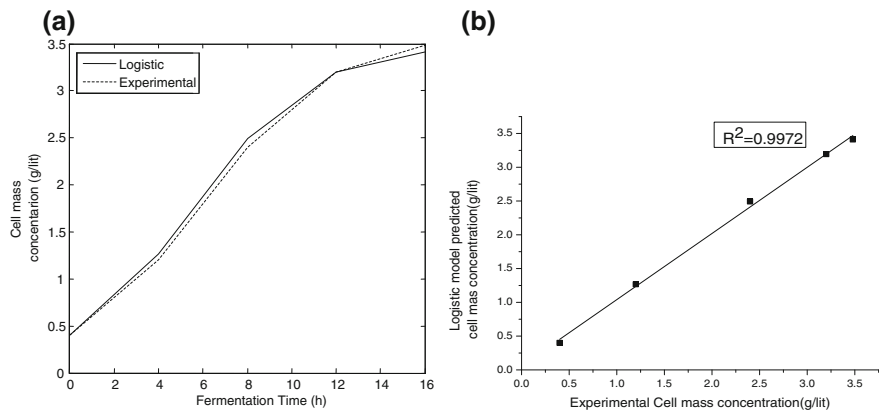 (a)
3.5
3
2.5
2
1.5
1
0.5
0
Cell mass
concentarion (g/lit)
Logistic
Experimental
0 2 4 6 8 10 12 14 16
Fermentation Time (h)
(b)
3.5
3.0
2.5
2.0
1.5
1.0
0.5
0.0
Logistic model predicted
cell mas concentration(g/lit)
R²=0.9972
0.0 0.5 1.0 1.5 2.0 2.5 3.0 3.5
Experimental Cell mass concentration(g/lit)